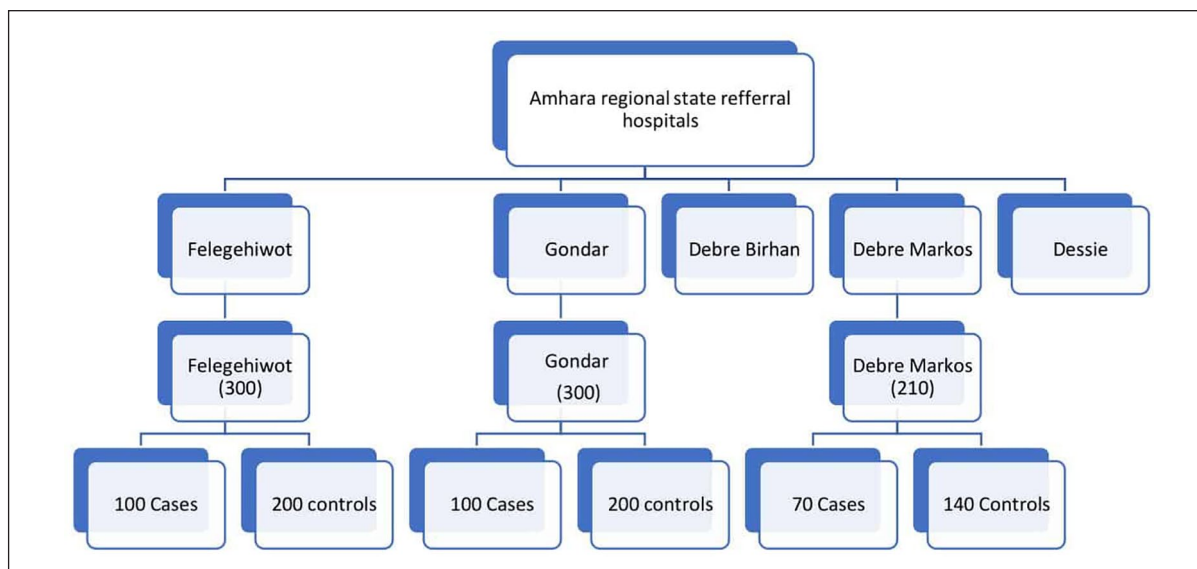 Amhara regional state refferral
hospitals
Felegehiwot
Gondar
Debre Birhan
Debre Markos
Dessie
Felegehiwot
(300)
Gondar
(300)
Debre Markos
(210)
100 Cases
200 controls
100 Cases
200 controls
70 Cases
140 Controls